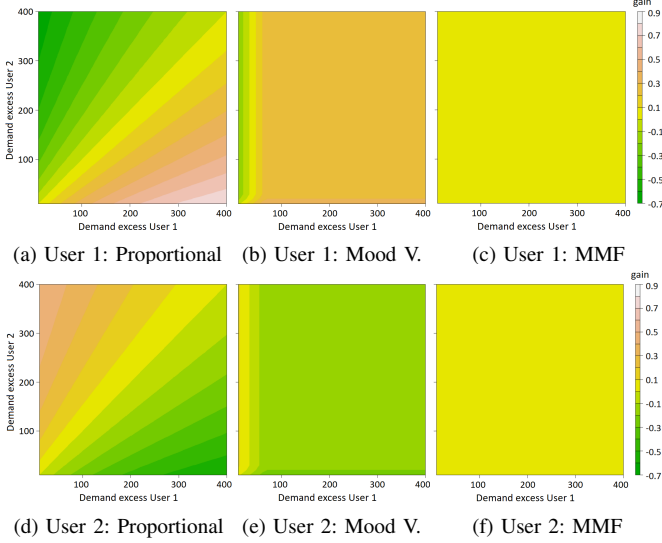 gain
400
300
200
100
Demand excess User 2
100 200 300 400
Demand excess User 1
100 200 300 400
Demand excess User 1
100 200 300 400
Demand excess User 1
0.9
0.7
0.5
0.3
0.1
-0.1
-0.3
-0.5
-0.7
(a) User 1: Proportional (b) User 1: Mood V. (c) User 1: MMF
gain
400
300
200
100
Demand excess User 2
100 200 300 400
Demand excess User 1
100 200 300 400
Demand excess User 1
100 200 300 400
Demand excess User 1
0.9
0.7
0.5
0.3
0.1
-0.1
-0.3
-0.5
-0.7
(d) User 2: Proportional (e) User 2: Mood V. (f) User 2: MMF